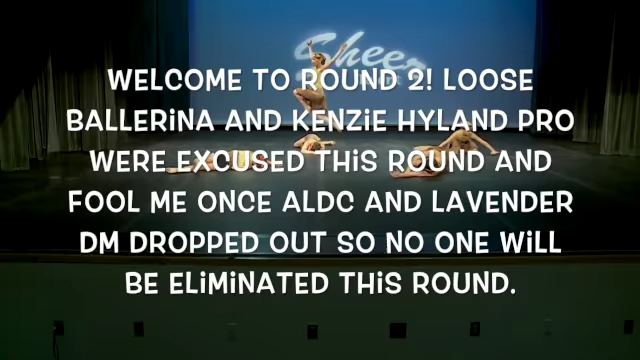 Sheer
WELCOME TO ROUND 2! LOOSE
BALLERiNA AND KENZiE HYLAND PRO
WERE EXCUSED THiS ROUND AND
FOOL ME ONCE ALDC AND LAVENDER
DM DROPPED OUT SO NO ONE WiLL
BE ELiMiNATED THiS ROUND.